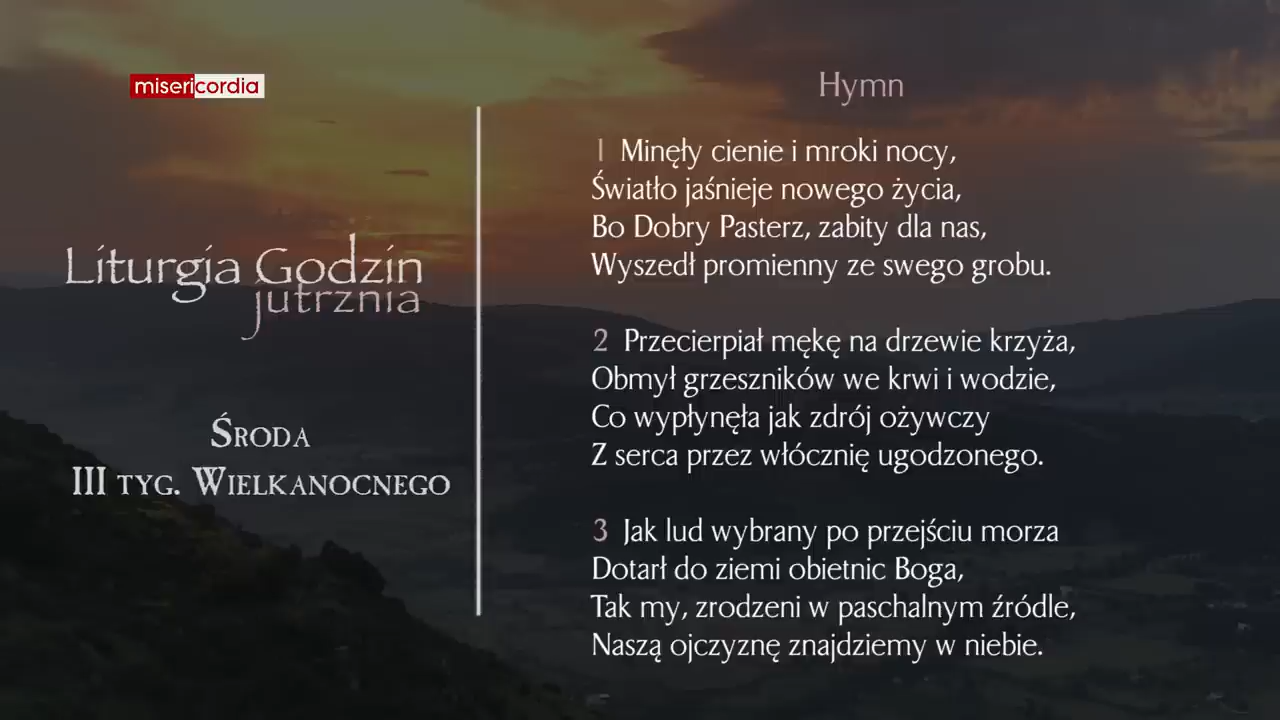 misericordia
Liturgia Godzin
jutrznia
Środa
III tyg. Wielkanocnego
Hymn
1 Minęły cienie i mroki nocy,
Światło jaśnieje nowego życia,
Bo Dobry Pasterz, zabity dla nas,
Wyszedł promienny ze swego grobu.
2 Przecierpiał mękę na drzewie krzyża,
Obmył grzeszników we krwi i wodzie,
Co wypłynęła jak zdrój ożywczy
Z serca przez włócznię ugodzonego.
3 Jak lud wybrany po przejściu morza
Dotarł do ziemi obietnic Boga,
Tak my, zrodzeni w paschalnym źródle,
Naszą ojczyznę znajdziemy w niebie.